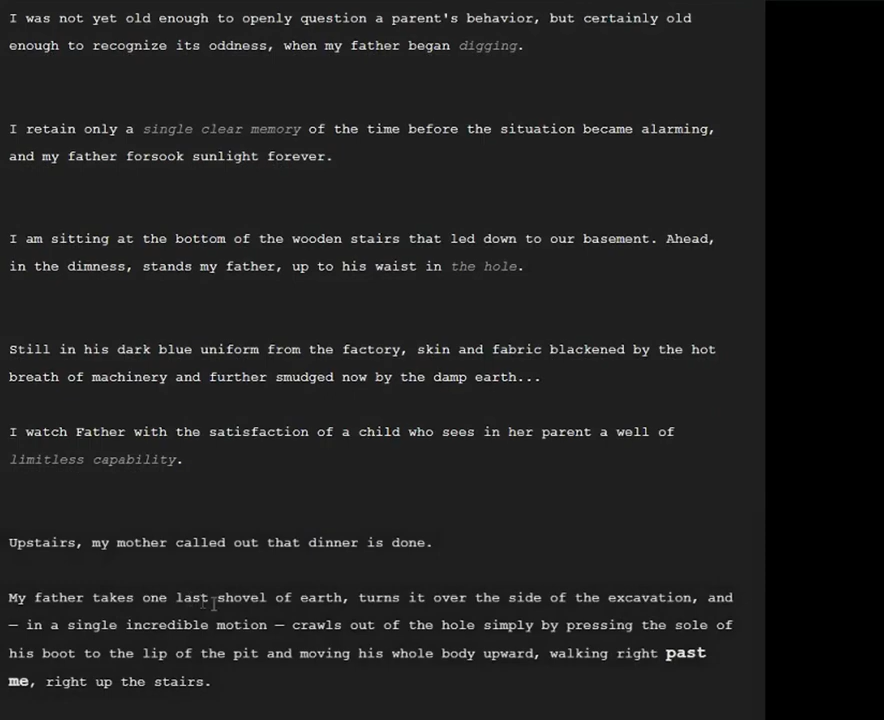 I was not yet old enough to openly question a parent's behavior, but certainly old
enough to recognize its oddness, when my father began digging.
I retain only a single clear memory of the time before the situation became alarming,
and my father forsook sunlight forever.
I am sitting at the bottom of the wooden stairs that led down to our basement. Ahead,
in the dimness, stands my father, up to his waist in the hole.
Still in his dark blue uniform from the factory, skin and fabric blackened by the hot
breath of machinery and further smudged now by the damp earth...
I watch Father with the satisfaction of a child who sees in her parent a well of
limitless capability.
Upstairs, my mother called out that dinner is done.
My father takes one last shovel of earth, turns it over the side of the excavation, and
— in a single incredible motion — crawls out of the hole simply by pressing the sole of
his boot to the lip of the pit and moving his whole body upward, walking right past
me, right up the stairs.